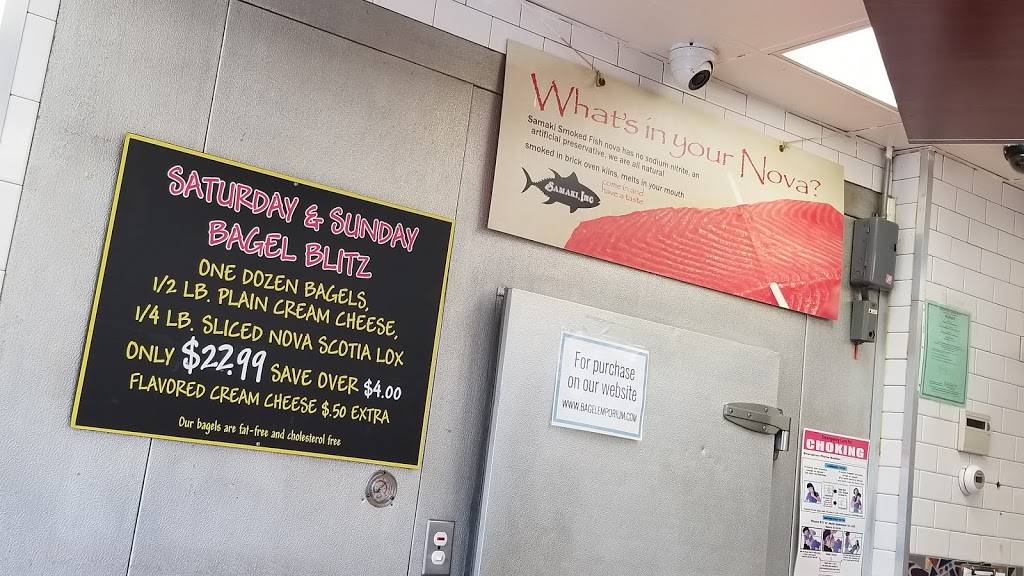 SATURDAY & SUNDAY
BAGEL BLITZ
ONE DOZEN BAGELS,
1/2 LB. PLAIN CREAM CHEESE,
1/4 LB. SLICED NOVA SCOTIA LOX
ONLY $22.99 SAVE OVER $4.00
FLAVORED CREAM CHEESE $.50 EXTRA
Our bagels are fat-free and cholesterol free
What's in your Nova?
Samaki Smoked Fish nova has no sodium nitrite, an
artificial preservative, we are all natural
smoked in brick oven kilns, melts in your mouth
SAMAKI, INC
come in and
have a taste
For purchase
on our website
WWW.BAGELEMPORIUM.COM
CHOKING